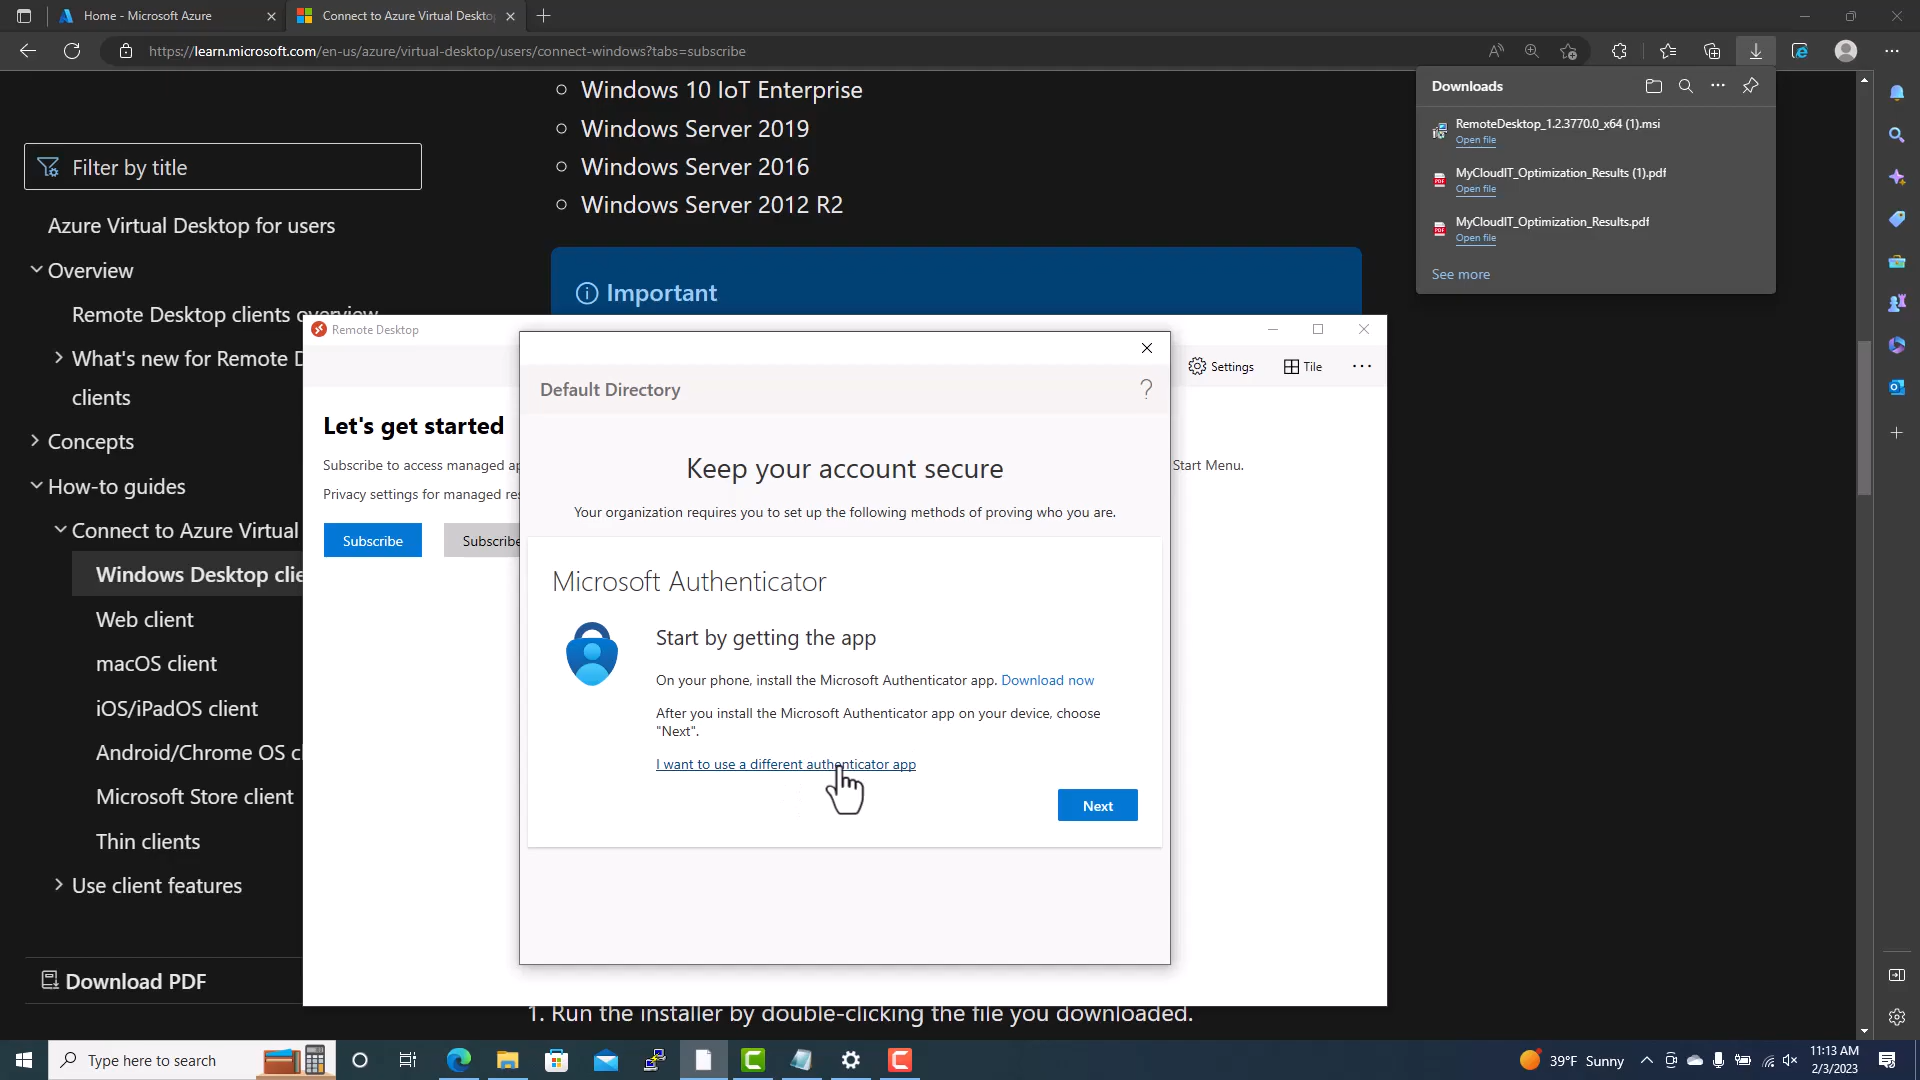 Home - Microsoft Azure
Connect to Azure Virtual Deskto
https://learn.microsoft.com/en-us/azure/virtual-desktop/users/connect-windows?tabs=subscribe
Downloads
RemoteDesktop_1.2.3770.0_x64 (1).msi
Open file
MyCloudIT_Optimization_Results (1).pdf
Open file
MyCloudIT_Optimization_Results.pdf
Open file
See more
Filter by title
Azure Virtual Desktop for users
Overview
Remote Desktop clients overview
What's new for Remote D
clients
Concepts
How-to guides
Connect to Azure Virtual
Windows Desktop clie
Web client
macOS client
iOS/iPadOS client
Android/Chrome OS cl
Microsoft Store client
Thin clients
Use client features
Download PDF
Windows 10 IoT Enterprise
Windows Server 2019
Windows Server 2016
Windows Server 2012 R2
Important
Remote Desktop
Settings
Tile
Let's get started
Subscribe to access managed ap
Start Menu.
Privacy settings for managed res
Subscribe
Subscribe
Default Directory
?
Keep your account secure
Your organization requires you to set up the following methods of proving who you are.
Microsoft Authenticator
Start by getting the app
On your phone, install the Microsoft Authenticator app. Download now
After you install the Microsoft Authenticator app on your device, choose
"Next".
I want to use a different authenticator app
Next
1. Run the installer by double-clicking the file you downloaded.
Type here to search
39°F Sunny
11:13 AM
2/3/2023